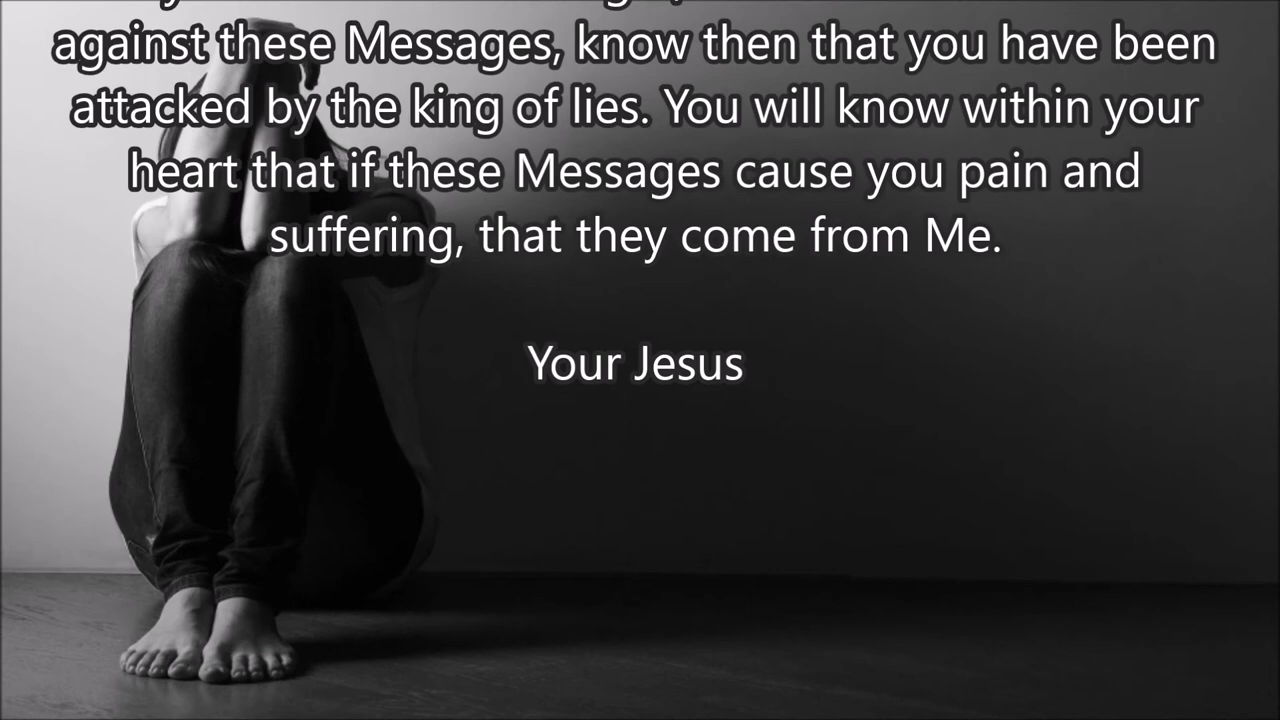 against these Messages, know then that you have been
attacked by the king of lies. You will know within your
heart that if these Messages cause you pain and
suffering, that they come from Me.
Your Jesus